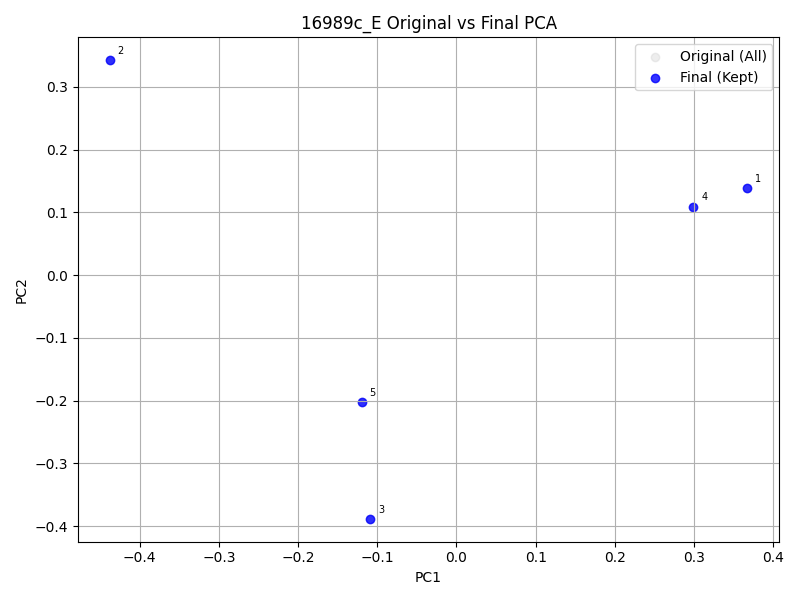 16989c_E Original vs Final PCA
Original (All)
Final (Kept)
2
1
4
5
3
0.3
0.2
0.1
0.0
−0.1
−0.2
−0.3
−0.4
PC2
−0.4 −0.3 −0.2 −0.1 0.0 0.1 0.2 0.3 0.4
PC1